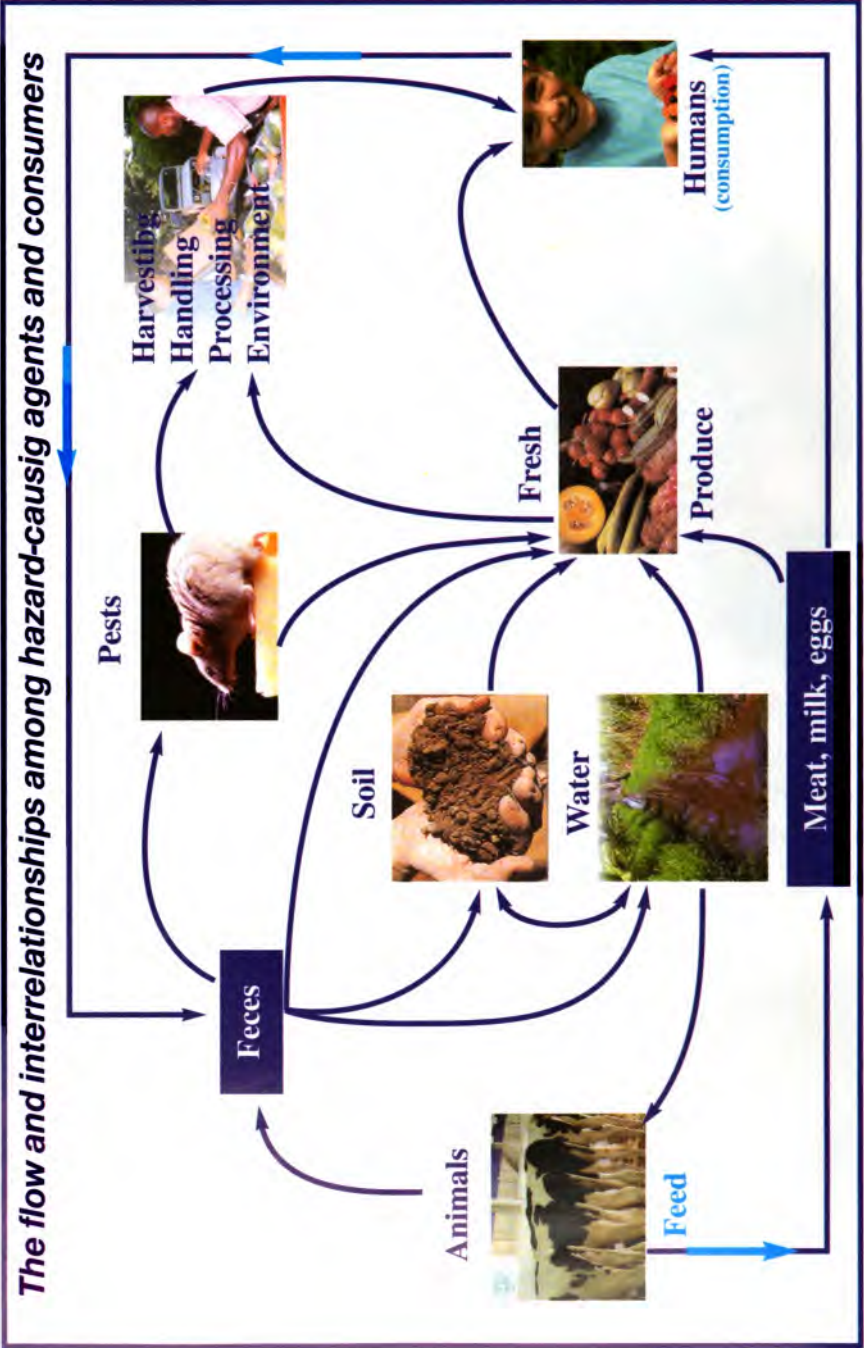 The flow and interrelationships among hazard-causig agents and consumers
Pests
Harvestibg
Handling
Processing
Environment
Feces
Soil
Fresh
Produce
Water
Animals
Feed
Humans
(consumption)
Meat, milk, eggs